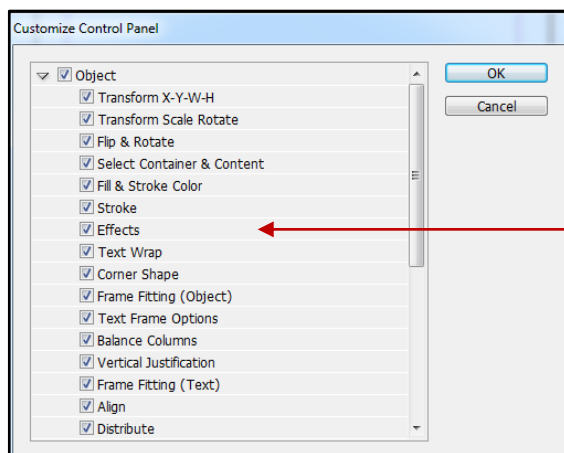 Customize Control Panel
Object
OK
Transform X-Y-W-H
Cancel
Transform Scale Rotate
Flip & Rotate
Select Container & Content
Fill & Stroke Color
Stroke
Effects
Text Wrap
Corner Shape
Frame Fitting (Object)
Text Frame Options
Balance Columns
Vertical Justification
Frame Fitting (Text)
Align
Distribute